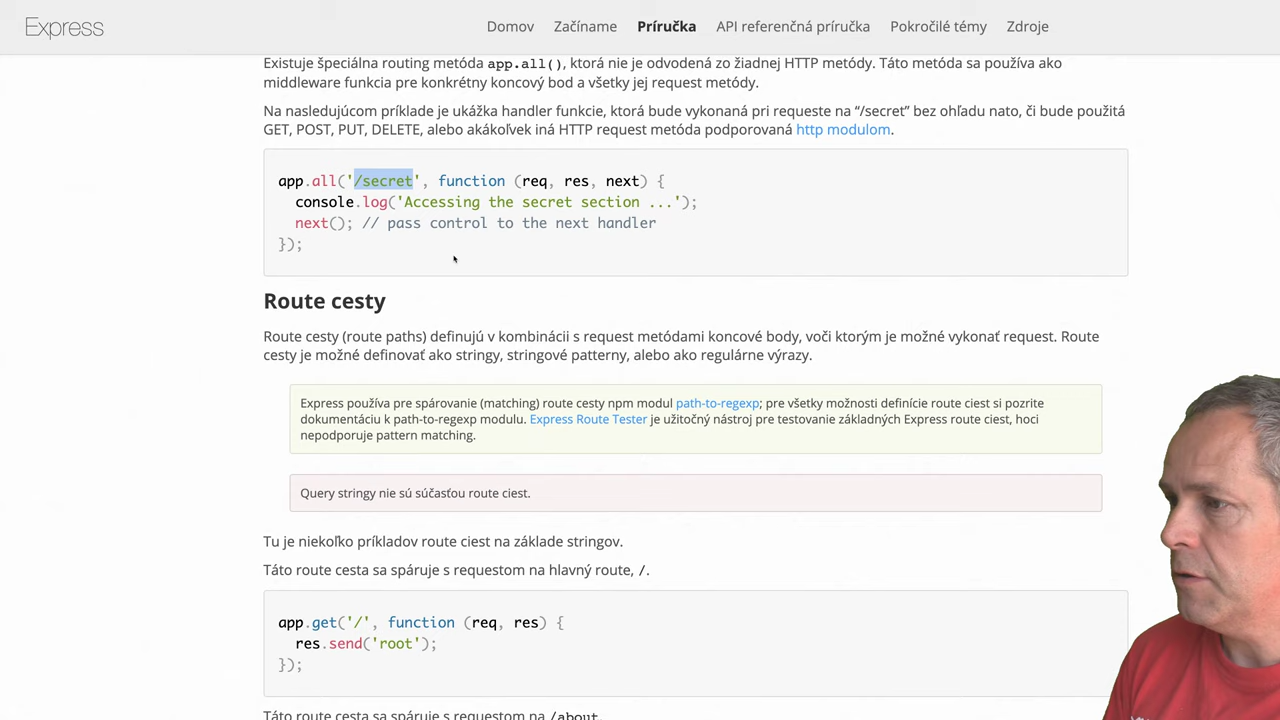 Express
Domov Začíname Príručka API referenčná príručka Pokročilé témy Zdroje
Existuje špeciálna routing metóda app.all(), ktorá nie je odvodená zo žiadnej HTTP metódy. Táto metóda sa používa ako
middleware funkcia pre konkrétny koncový bod a všetky jej request metódy.
Na nasledujúcom príklade je ukážka handler funkcie, ktorá bude vykonaná pri requeste na “/secret” bez ohľadu nato, či bude použitá
GET, POST, PUT, DELETE, alebo akákoľvek iná HTTP request metóda podporovaná http modulom.
app.all('/secret', function (req, res, next) {
console.log('Accessing the secret section ...');
next(); // pass control to the next handler
});
Route cesty
Route cesty (route paths) definujú v kombinácii s request metódami koncové body, voči ktorým je možné vykonať request. Route
cesty je možné definovať ako stringy, stringové patterny, alebo ako regulárne výrazy.
Express používa pre spárovanie (matching) route cesty npm modul path-to-regexp; pre všetky možnosti definície route ciest si pozrite
dokumentáciu k path-to-regexp modulu. Express Route Tester je užitočný nástroj pre testovanie základných Express route ciest, hoci
nepodporuje pattern matching.
Query stringy nie sú súčasťou route ciest.
Tu je niekoľko príkladov route ciest na základe stringov.
Táto route cesta sa spáruje s requestom na hlavný route, /.
app.get('/', function (req, res) {
res.send('root');
});
Táto route cesta sa spáruje s requestom na /about.